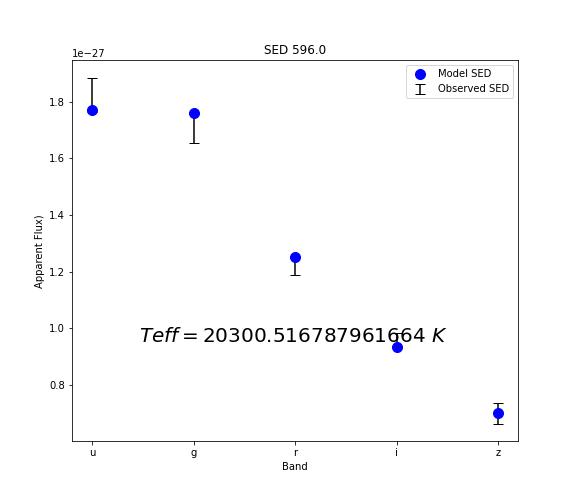 SED 596.0
1e−27
Model SED
Observed SED
1.8
1.6
1.4
1.2
1.0
0.8
Apparent Flux)
Teff = 20300.516787961664 K
u
g
r
i
z
Band